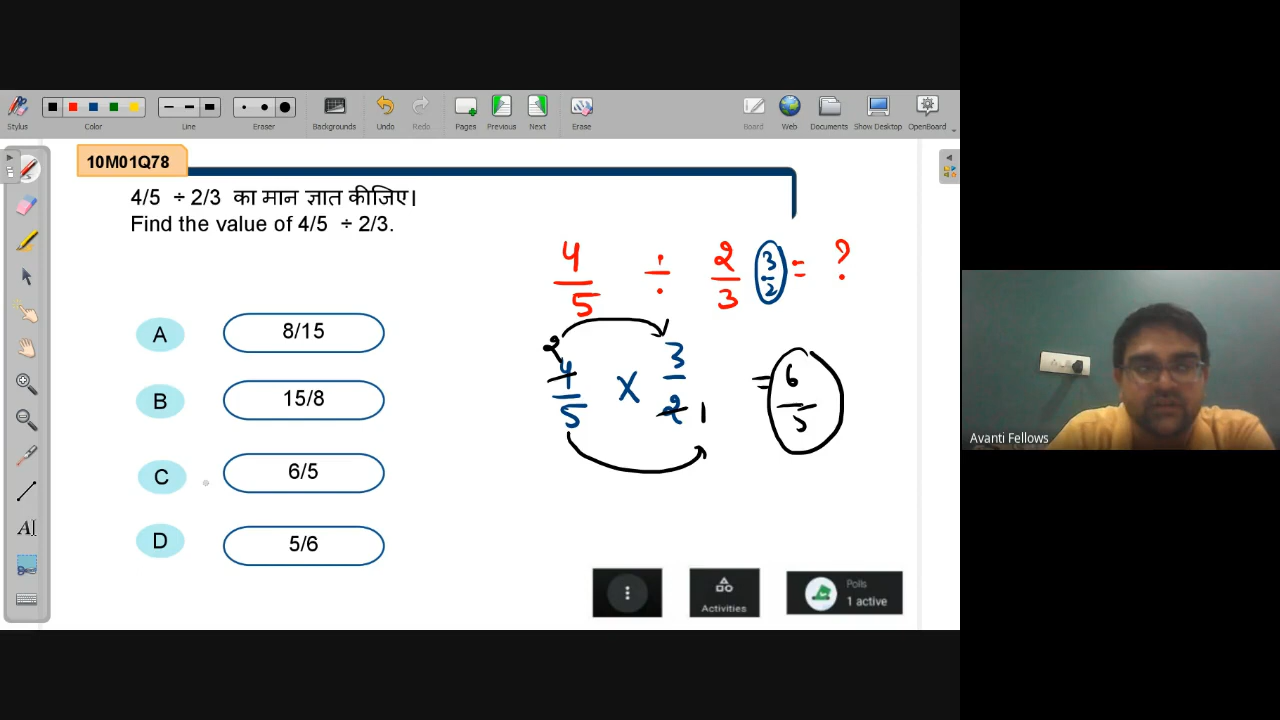 Stylus
Color
Line
Eraser
Backgrounds
Undo
Redo
Pages
Previous
Next
Erase
Board
Web
Documents
Show Desktop
OpenBoard
10M01Q78
4/5 ÷ 2/3 का मान ज्ञात कीजिए।
Find the value of 4/5 ÷ 2/3.
4/5 ÷ 2/3 3/2 = ?
A 8/15
B 15/8
C 6/5
D 5/6
2
4/5 X 3/2 1 = 6/5
Activities
Polls
1 active
Avanti Fellows
AI